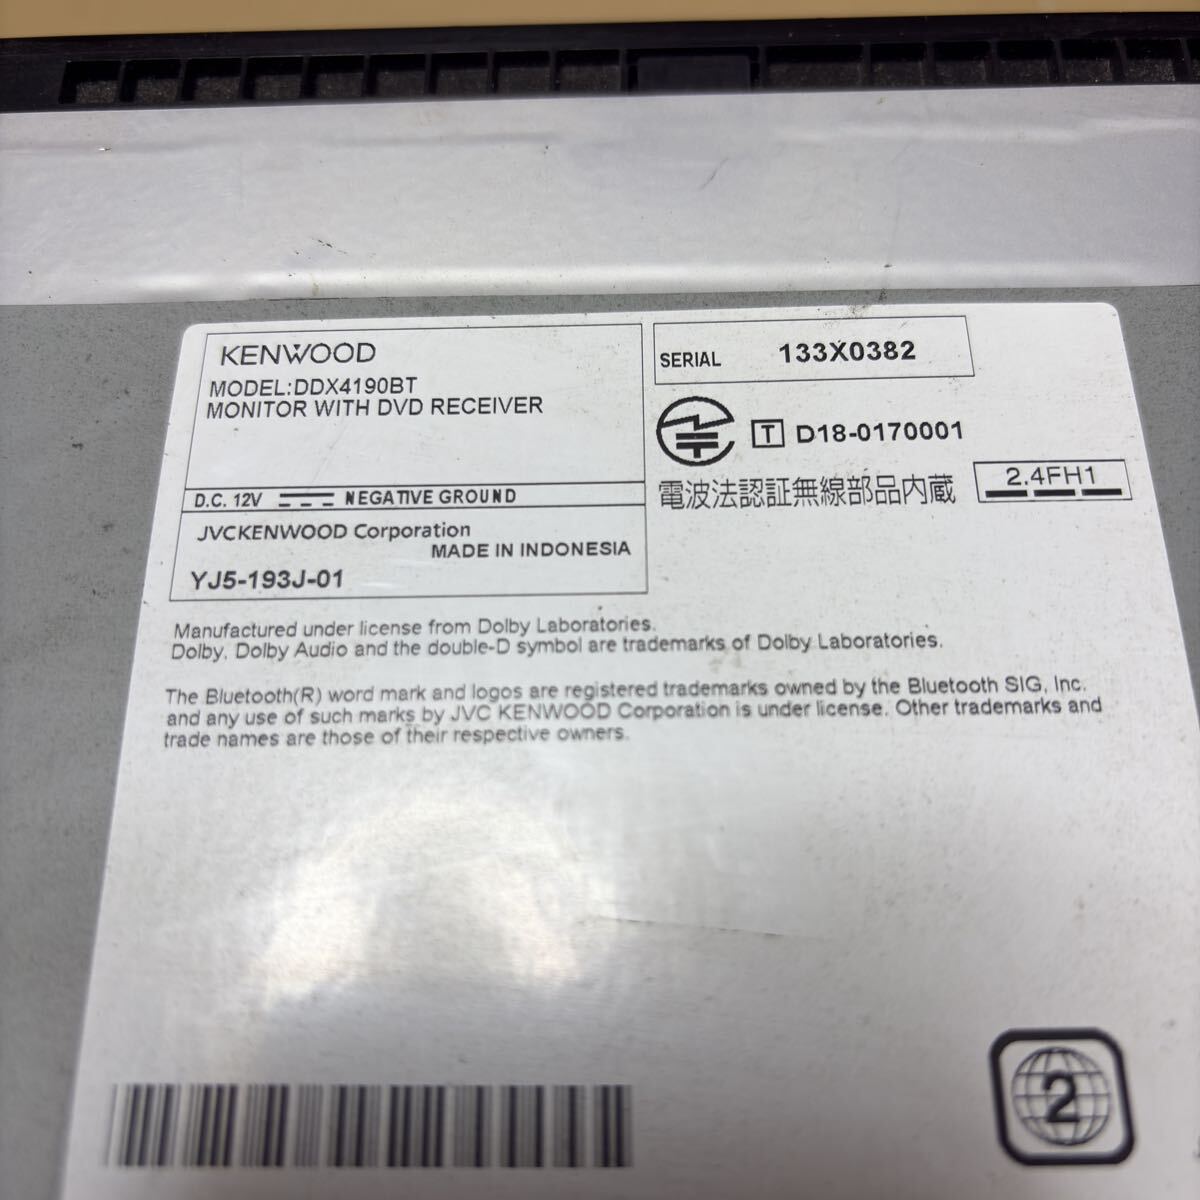 KENWOOD
MODEL:DDX4190BT
MONITOR WITH DVD RECEIVER
D.C. 12V NEGATIVE GROUND
JVCKENWOOD Corporation
MADE IN INDONESIA
YJ5-193J-01
SERIAL 133X0382
T D18-0170001
電波法認証無線部品内蔵 2.4FH1
Manufactured under license from Dolby Laboratories.
Dolby, Dolby Audio and the double-D symbol are trademarks of Dolby Laboratories.
The Bluetooth(R) word mark and logos are registered trademarks owned by the Bluetooth SIG, Inc.
and any use of such marks by JVC KENWOOD Corporation is under license. Other trademarks and
trade names are those of their respective owners.
2